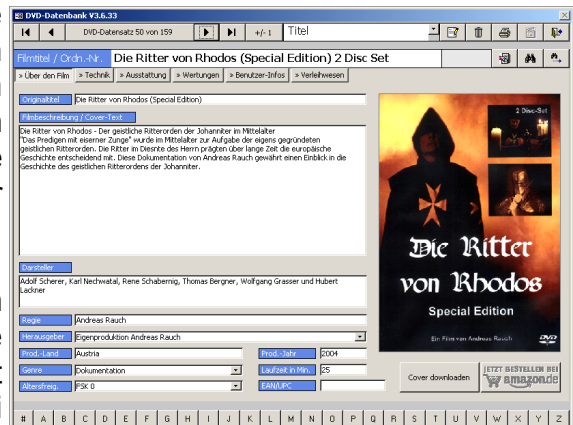 DVD-Datenbank V3.6.33
DVD-Datensatz 50 von 159
+/- 1
Titel
Filmtitel / Ordn.-Nr.
Die Ritter von Rhodos (Special Edition) 2 Disc Set
» Über den Film
» Technik
» Ausstattung
» Wertungen
» Benutzer-Infos
» Verleihwesen
Originaltitel
Die Ritter von Rhodos (Special Edition)
Filmbeschreibung / Cover-Text
Die Ritter von Rhodos - Der geistliche Ritterorden der Johanniter im Mittelalter
"Das Predigen mit eiserner Zunge" wurde im Mittelalter zur Aufgabe der eigens gegründeten
geistlichen Ritterorden. Die Ritter im Diesnte des Herrn prägten über lange Zeit die europäische
Geschichte entscheidend mit. Diese Dokumentation von Andreas Rauch gewährt einen Einblick in die
Geschichte des geistlichen Ritterordens der Johanniter.
Darsteller
Adolf Scherer, Karl Nechwatal, Rene Schabernig, Thomas Bergner, Wolfgang Grasser und Hubert
Lackner
Regie
Andreas Rauch
Herausgeber
Eigenproduktion Andreas Rauch
Prod.-Land
Austria
Prod.-Jahr
2004
Genre
Dokumentation
Laufzeit in Min.
25
Altersfreig.
FSK 0
EAN/UPC
2 Disc-Set
Die Ritter
von Rhodos
Special Edition
Ein Film von Andreas Rauch
DVD
Cover downloaden
JETZT BESTELLEN BEI
amazon.de
# A B C D E F G H I J K L M N O P Q R S T U V W X Y Z